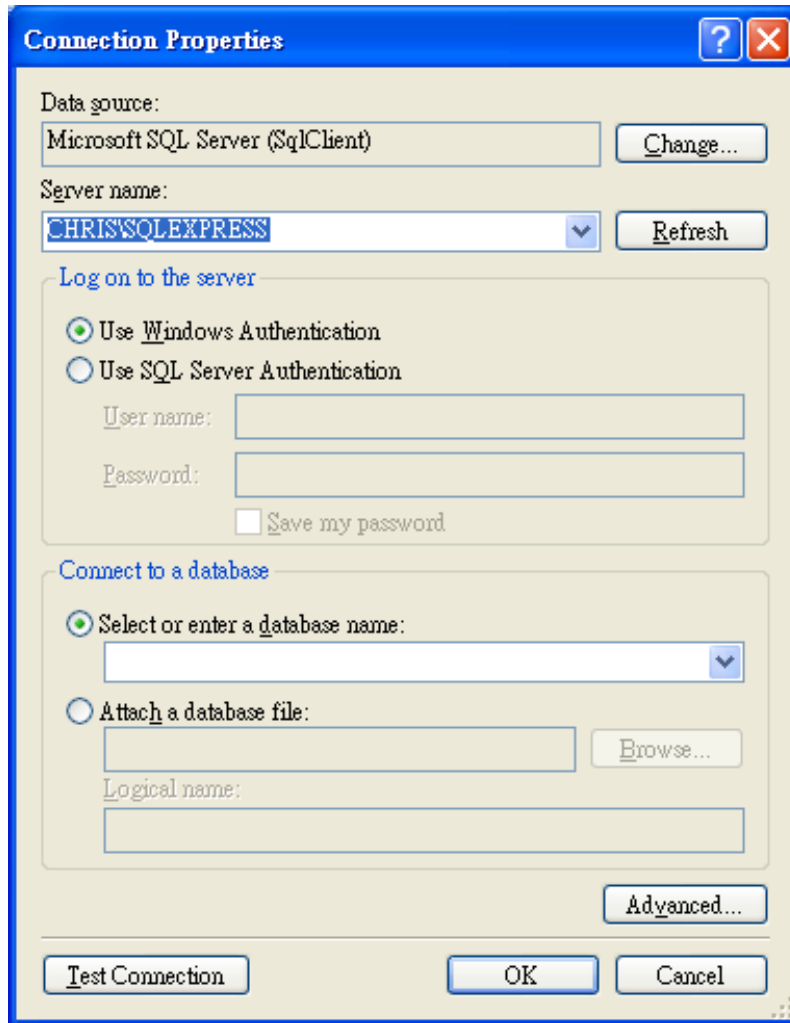 Connection Properties
?
Data source:
Microsoft SQL Server (SqlClient)
Change...
Server name:
CHRIS\SQLEXPRESS
Refresh
Log on to the server
Use Windows Authentication
Use SQL Server Authentication
User name:
Password:
Save my password
Connect to a database
Select or enter a database name:
Attach a database file:
Browse...
Logical name:
Advanced...
Test Connection
OK
Cancel